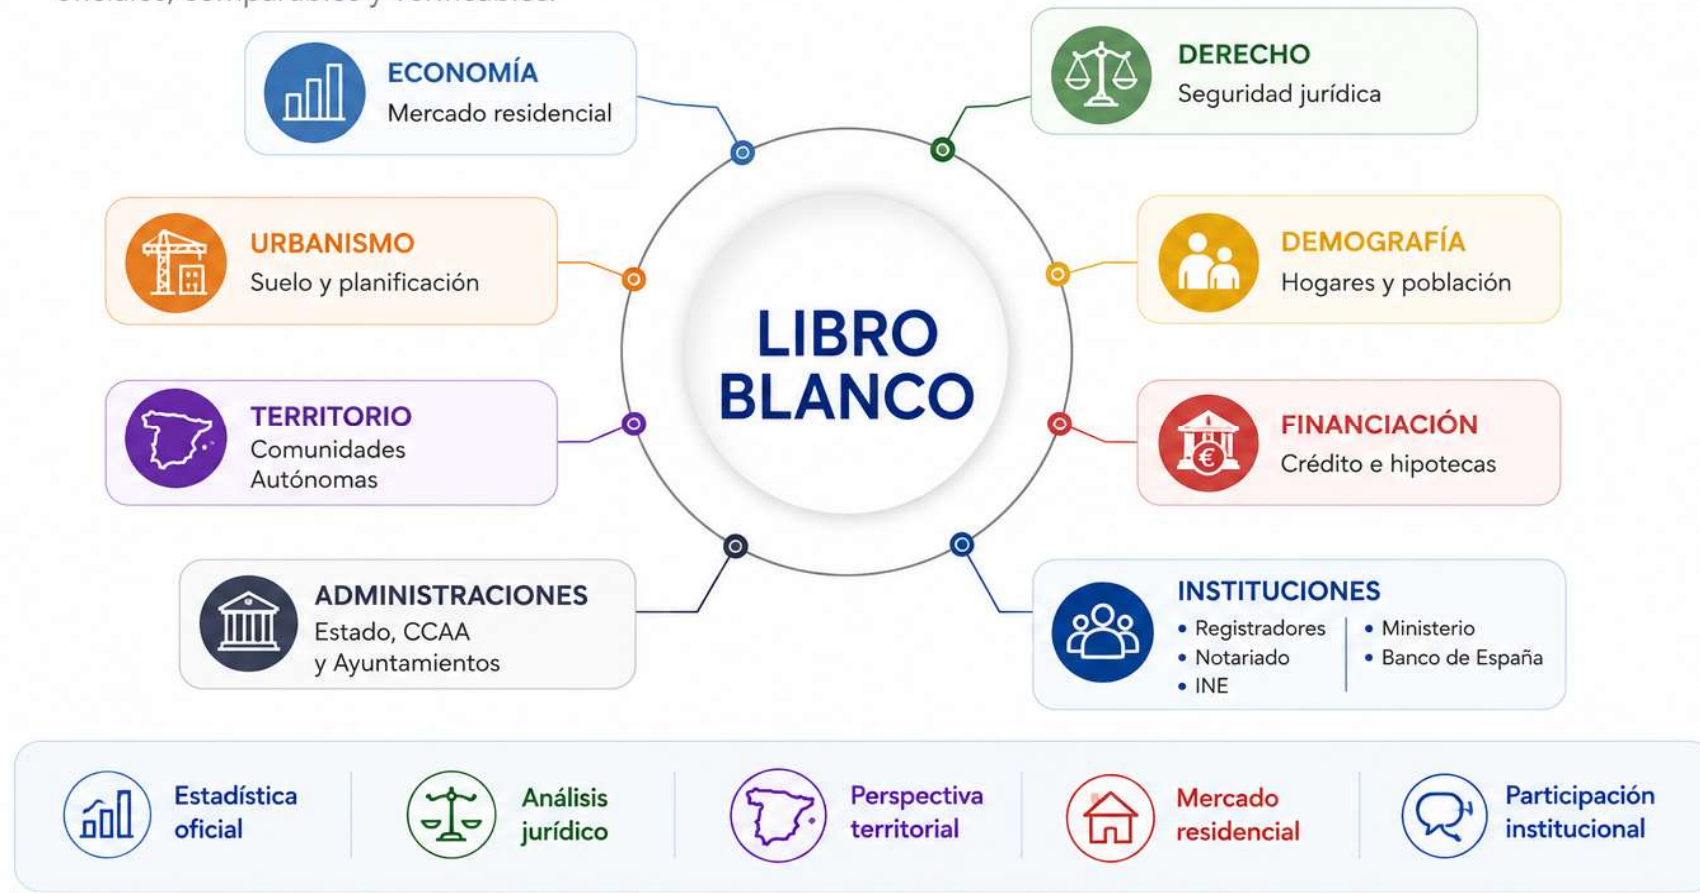 ECONOMÍA
Mercado residencial
DERECHO
Seguridad jurídica
URBANISMO
Suelo y planificación
DEMOGRAFÍA
Hogares y población
LIBRO
BLANCO
TERRITORIO
Comunidades
Autónomas
FINANCIACIÓN
€
Crédito e hipotecas
ADMINISTRACIONES
Estado, CCAA
y Ayuntamientos
INSTITUCIONES
• Registradores
• Notariado
• INE
• Ministerio
• Banco de España
Estadística
oficial
Análisis
jurídico
Perspectiva
territorial
Mercado
residencial
Participación
institucional